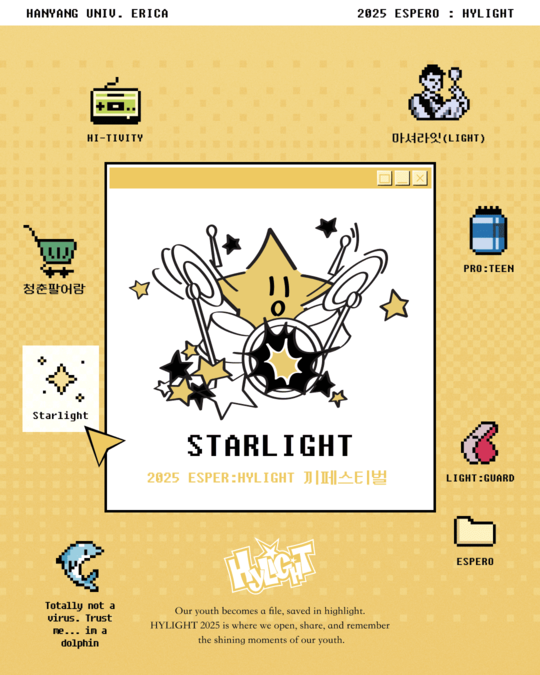 HANYANG UNIV. ERICA
2025 ESPERO : HYLIGHT
HI-TIVITY
마셔라잇(LIGHT)
PRO:TEEN
청춘팔어람
Starlight
STARLIGHT
2025 ESPER:HYLIGHT 끼페스티벌
LIGHT:GUARD
ESPERO
Totally not a
virus. Trust
me... im a
dolphin
HYLIGHT
Our youth becomes a file, saved in highlight.
HYLIGHT 2025 is where we open, share, and remember
the shining moments of our youth.